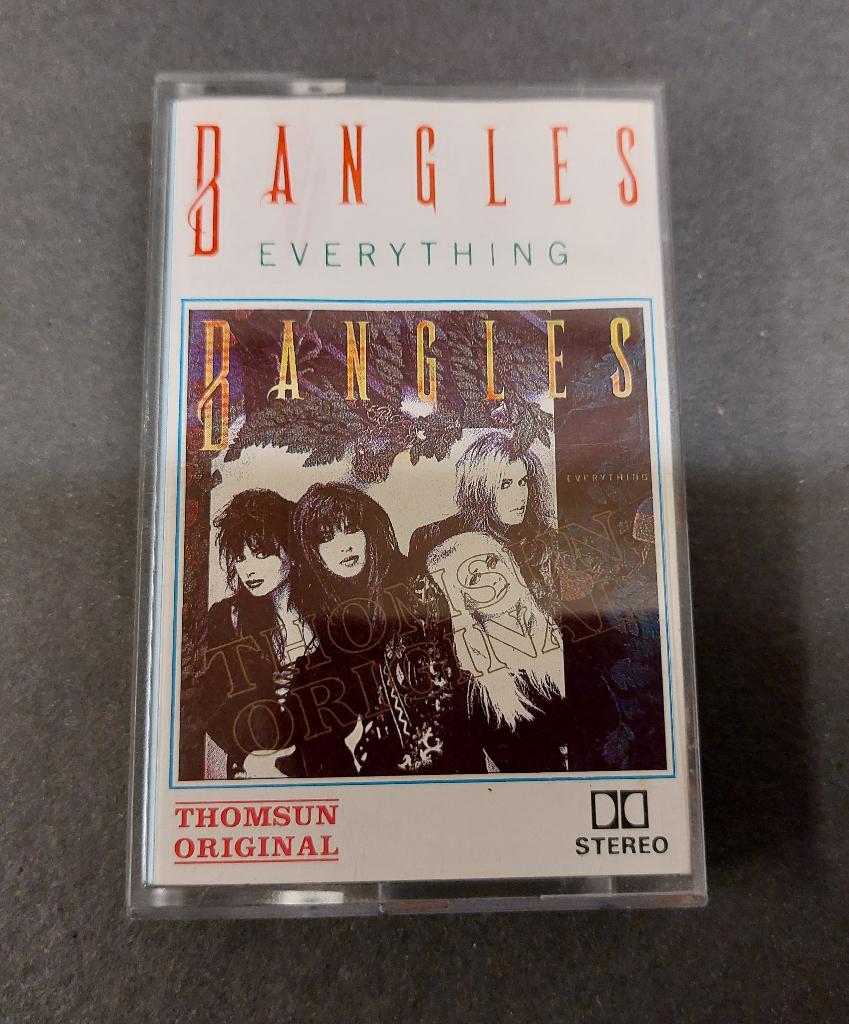 BANGLES
EVERYTHING
BANGLES
EVERYTHING
THOMSUN
ORIGINAL
THOMSUN
ORIGINAL
STEREO